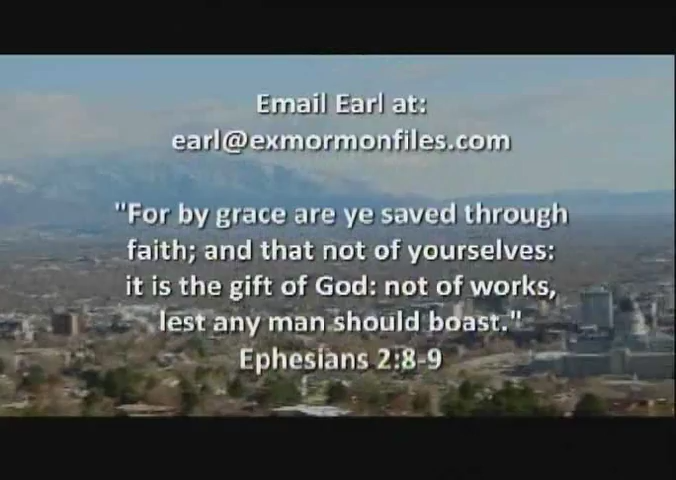 Email Earl at:
earl@exmormonfiles.com
"For by grace are ye saved through
faith; and that not of yourselves:
it is the gift of God: not of works,
lest any man should boast."
Ephesians 2:8-9